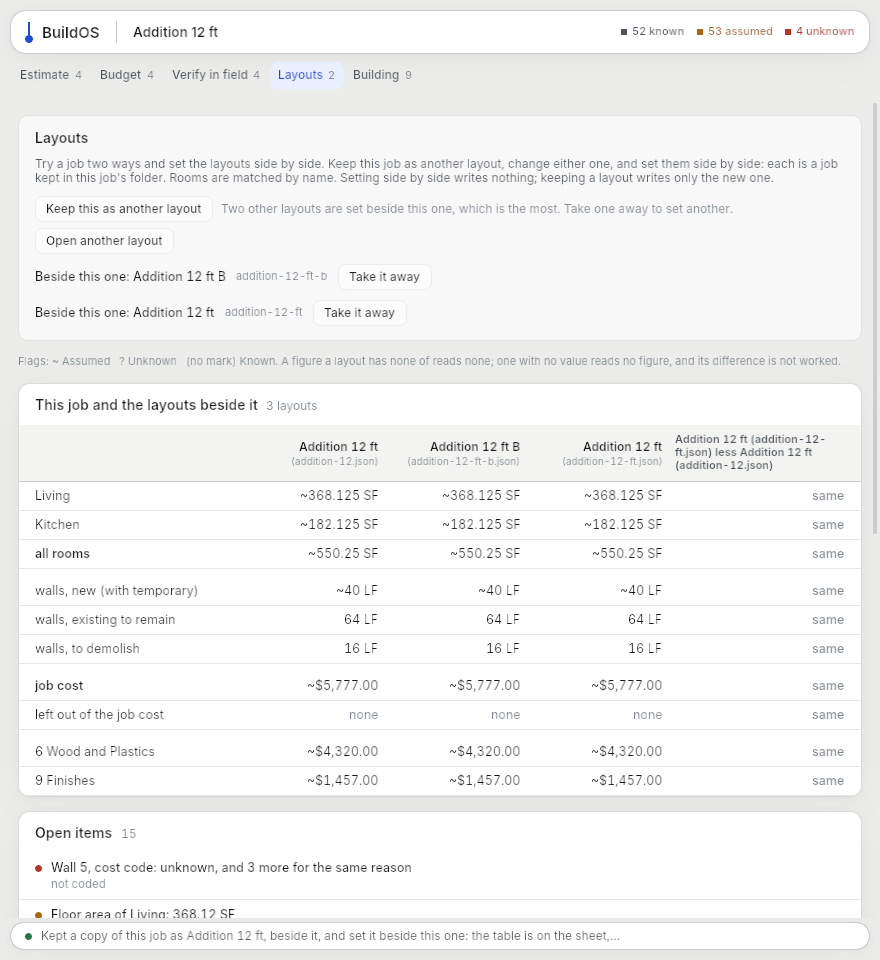 BuildOS
Addition 12 ft
52 known
53 assumed
4 unknown
Estimate 4
Budget 4
Verify in field 4
Layouts 2
Building 9
Layouts
Try a job two ways and set the layouts side by side. Keep this job as another layout, change either one, and set them side by side: each is a job
kept in this job's folder. Rooms are matched by name. Setting side by side writes nothing; keeping a layout writes only the new one.
Keep this as another layout
Two other layouts are set beside this one, which is the most. Take one away to set another.
Open another layout
Beside this one: Addition 12 ft B addition-12-ft-b Take it away
Beside this one: Addition 12 ft addition-12-ft Take it away
Flags: ~ Assumed ? Unknown (no mark) Known. A figure a layout has none of reads none; one with no value reads no figure, and its difference is not worked.
This job and the layouts beside it 3 layouts
Addition 12 ft
(addition-12.json)
Addition 12 ft B
(addition-12-ft-b.json)
Addition 12 ft
(addition-12-ft.json)
Addition 12 ft (addition-12-
ft.json) less Addition 12 ft
(addition-12.json)
Living ~368.125 SF ~368.125 SF ~368.125 SF same
Kitchen ~182.125 SF ~182.125 SF ~182.125 SF same
all rooms ~550.25 SF ~550.25 SF ~550.25 SF same
walls, new (with temporary) ~40 LF ~40 LF ~40 LF same
walls, existing to remain 64 LF 64 LF 64 LF same
walls, to demolish 16 LF 16 LF 16 LF same
job cost ~$5,777.00 ~$5,777.00 ~$5,777.00 same
left out of the job cost none none none same
6 Wood and Plastics ~$4,320.00 ~$4,320.00 ~$4,320.00 same
9 Finishes ~$1,457.00 ~$1,457.00 ~$1,457.00 same
Open items 15
Wall 5, cost code: unknown, and 3 more for the same reason
not coded
Floor area of Living: 368.12 SF
Kept a copy of this job as Addition 12 ft, beside it, and set it beside this one: the table is on the sheet,...